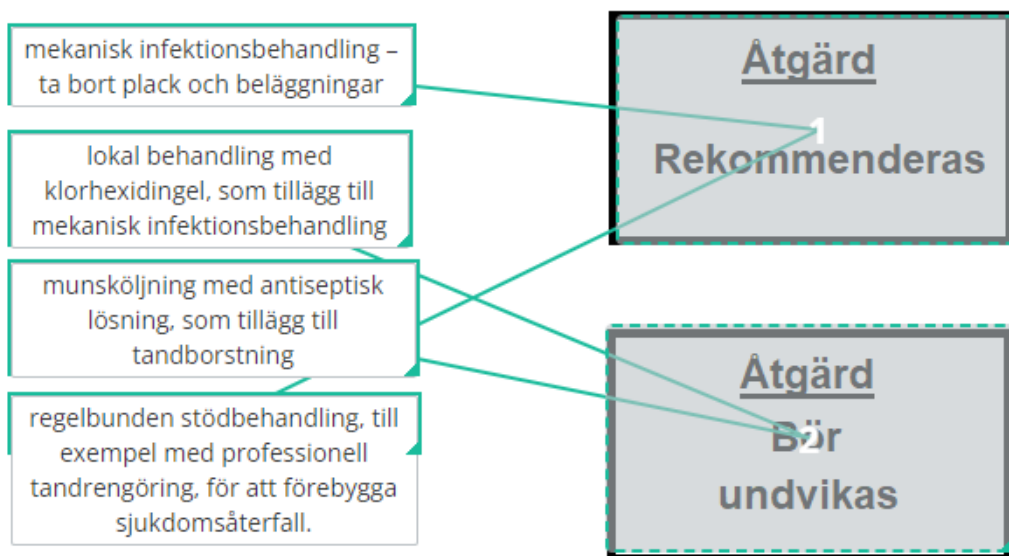 mekanisk infektionsbehandling –
ta bort plack och beläggningar
lokal behandling med
klorhexidingel, som tillägg till
mekanisk infektionsbehandling
munsköljning med antiseptisk
lösning, som tillägg till
tandborstning
regelbunden stödbehandling, till
exempel med professionell
tandrengöring, för att förebygga
sjukdomsåterfall.
Åtgärd
1
Rekommenderas
Åtgärd
Bör
2
undvikas